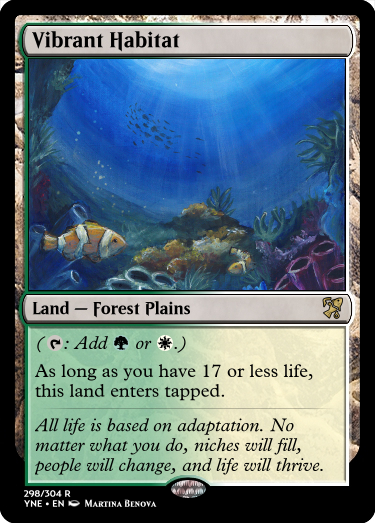 Vibrant Habitat
Land — Forest Plains
( : Add or .)
As long as you have 17 or less life,
this land enters tapped.
All life is based on adaptation. No
matter what you do, niches will fill,
people will change, and life will thrive.
298/304 R
YNE • EN Martina Benova